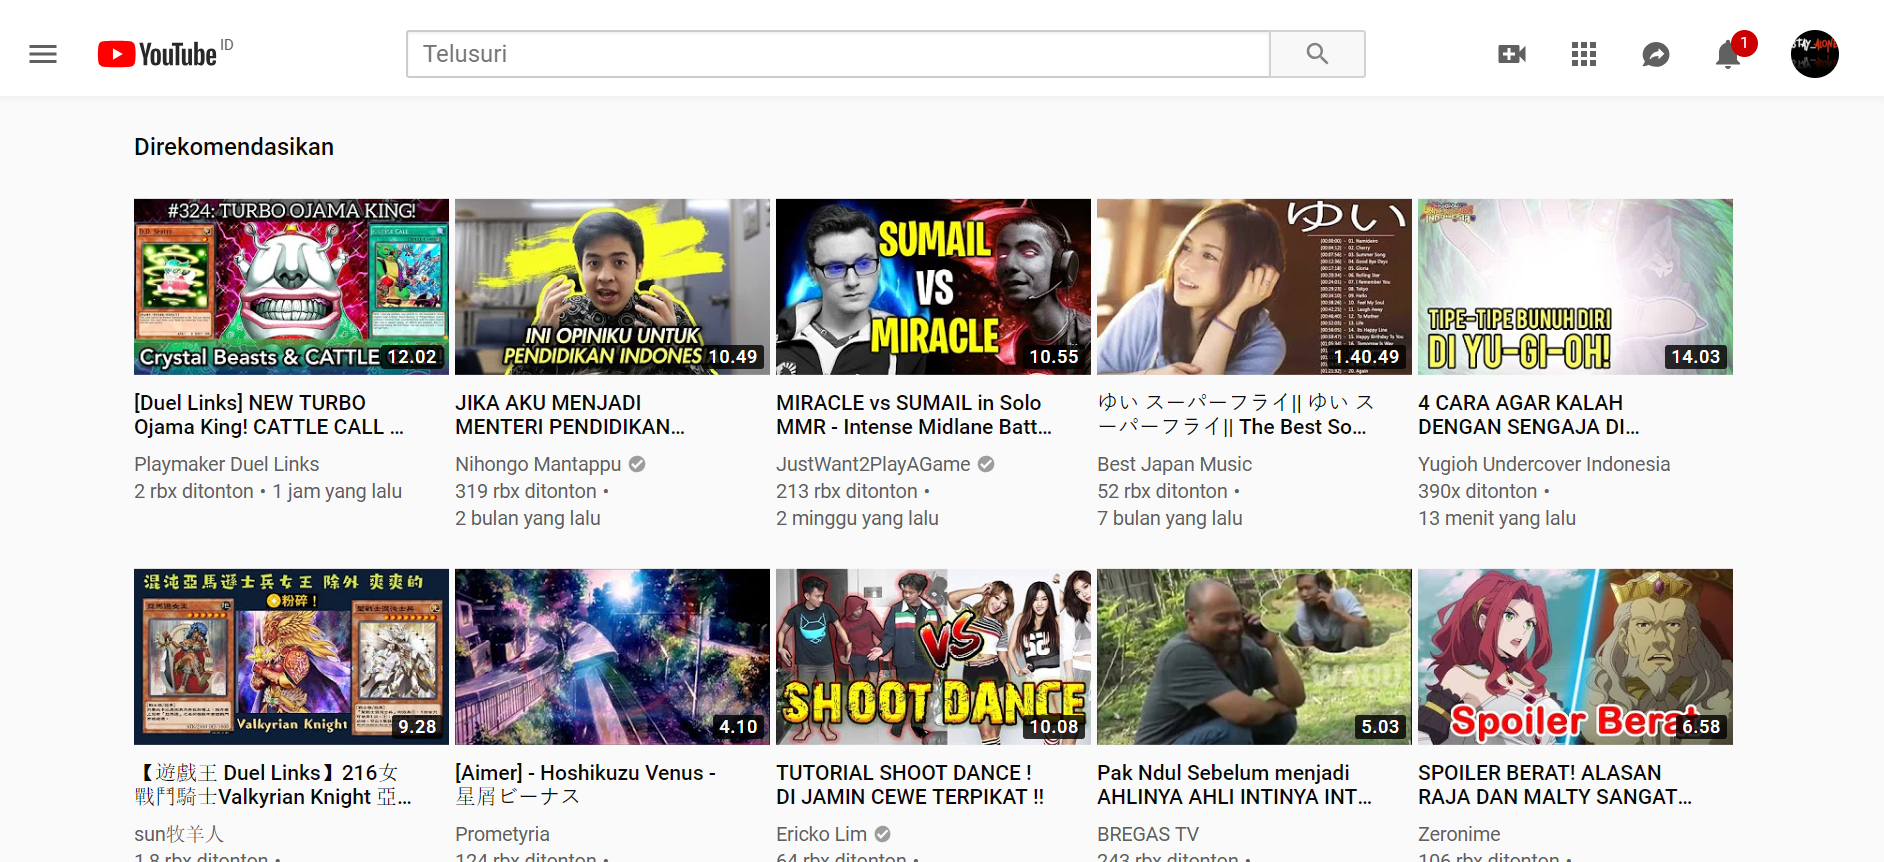 YouTube ID
Telusuri
1
STAY_ALONE
Direkomendasikan
#324: TURBO OJAMA KING!
Crystal Beasts & CATTLE
12.02
INI OPINIKU UNTUK
PENDIDIKAN INDONES
10.49
SUMAIL
VS
MIRACLE
10.55
ゆい
1.40.49
TIPE-TIPE BUNUH DIRI
DI YU-GI-OH!
14.03
[Duel Links] NEW TURBO
Ojama King! CATTLE CALL ...
Playmaker Duel Links
2 rbx ditonton • 1 jam yang lalu
JIKA AKU MENJADI
MENTERI PENDIDIKAN...
Nihongo Mantappu
319 rbx ditonton •
2 bulan yang lalu
MIRACLE vs SUMAIL in Solo
MMR - Intense Midlane Batt...
JustWant2PlayAGame
213 rbx ditonton •
2 minggu yang lalu
ゆい スーパーフライ|| ゆい ス
ーパーフライ|| The Best So...
Best Japan Music
52 rbx ditonton •
7 bulan yang lalu
4 CARA AGAR KALAH
DENGAN SENGAJA DI...
Yugioh Undercover Indonesia
390x ditonton •
13 menit yang lalu
混沌亞馬遜士兵女王 除外 爽爽的
粉碎！
Valkyrian Knight
9.28
4.10
VS
SHOOT DANCE
10.08
5.03
Spoiler Berat
6.58
【遊戲王 Duel Links】216女
戰鬥騎士Valkyrian Knight 亞...
sun牧羊人
1,8 rbx ditonton •
[Aimer] - Hoshikuzu Venus -
星屑ビーナス
Prometyria
124 rbx ditonton •
TUTORIAL SHOOT DANCE !
DI JAMIN CEWE TERPIKAT !!
Ericko Lim
64 rbx ditonton •
Pak Ndul Sebelum menjadi
AHLINYA AHLI INTINYA INT...
BREGAS TV
243 rbx ditonton •
SPOILER BERAT! ALASAN
RAJA DAN MALTY SANGAT...
Zeronime
106 rbx ditonton •